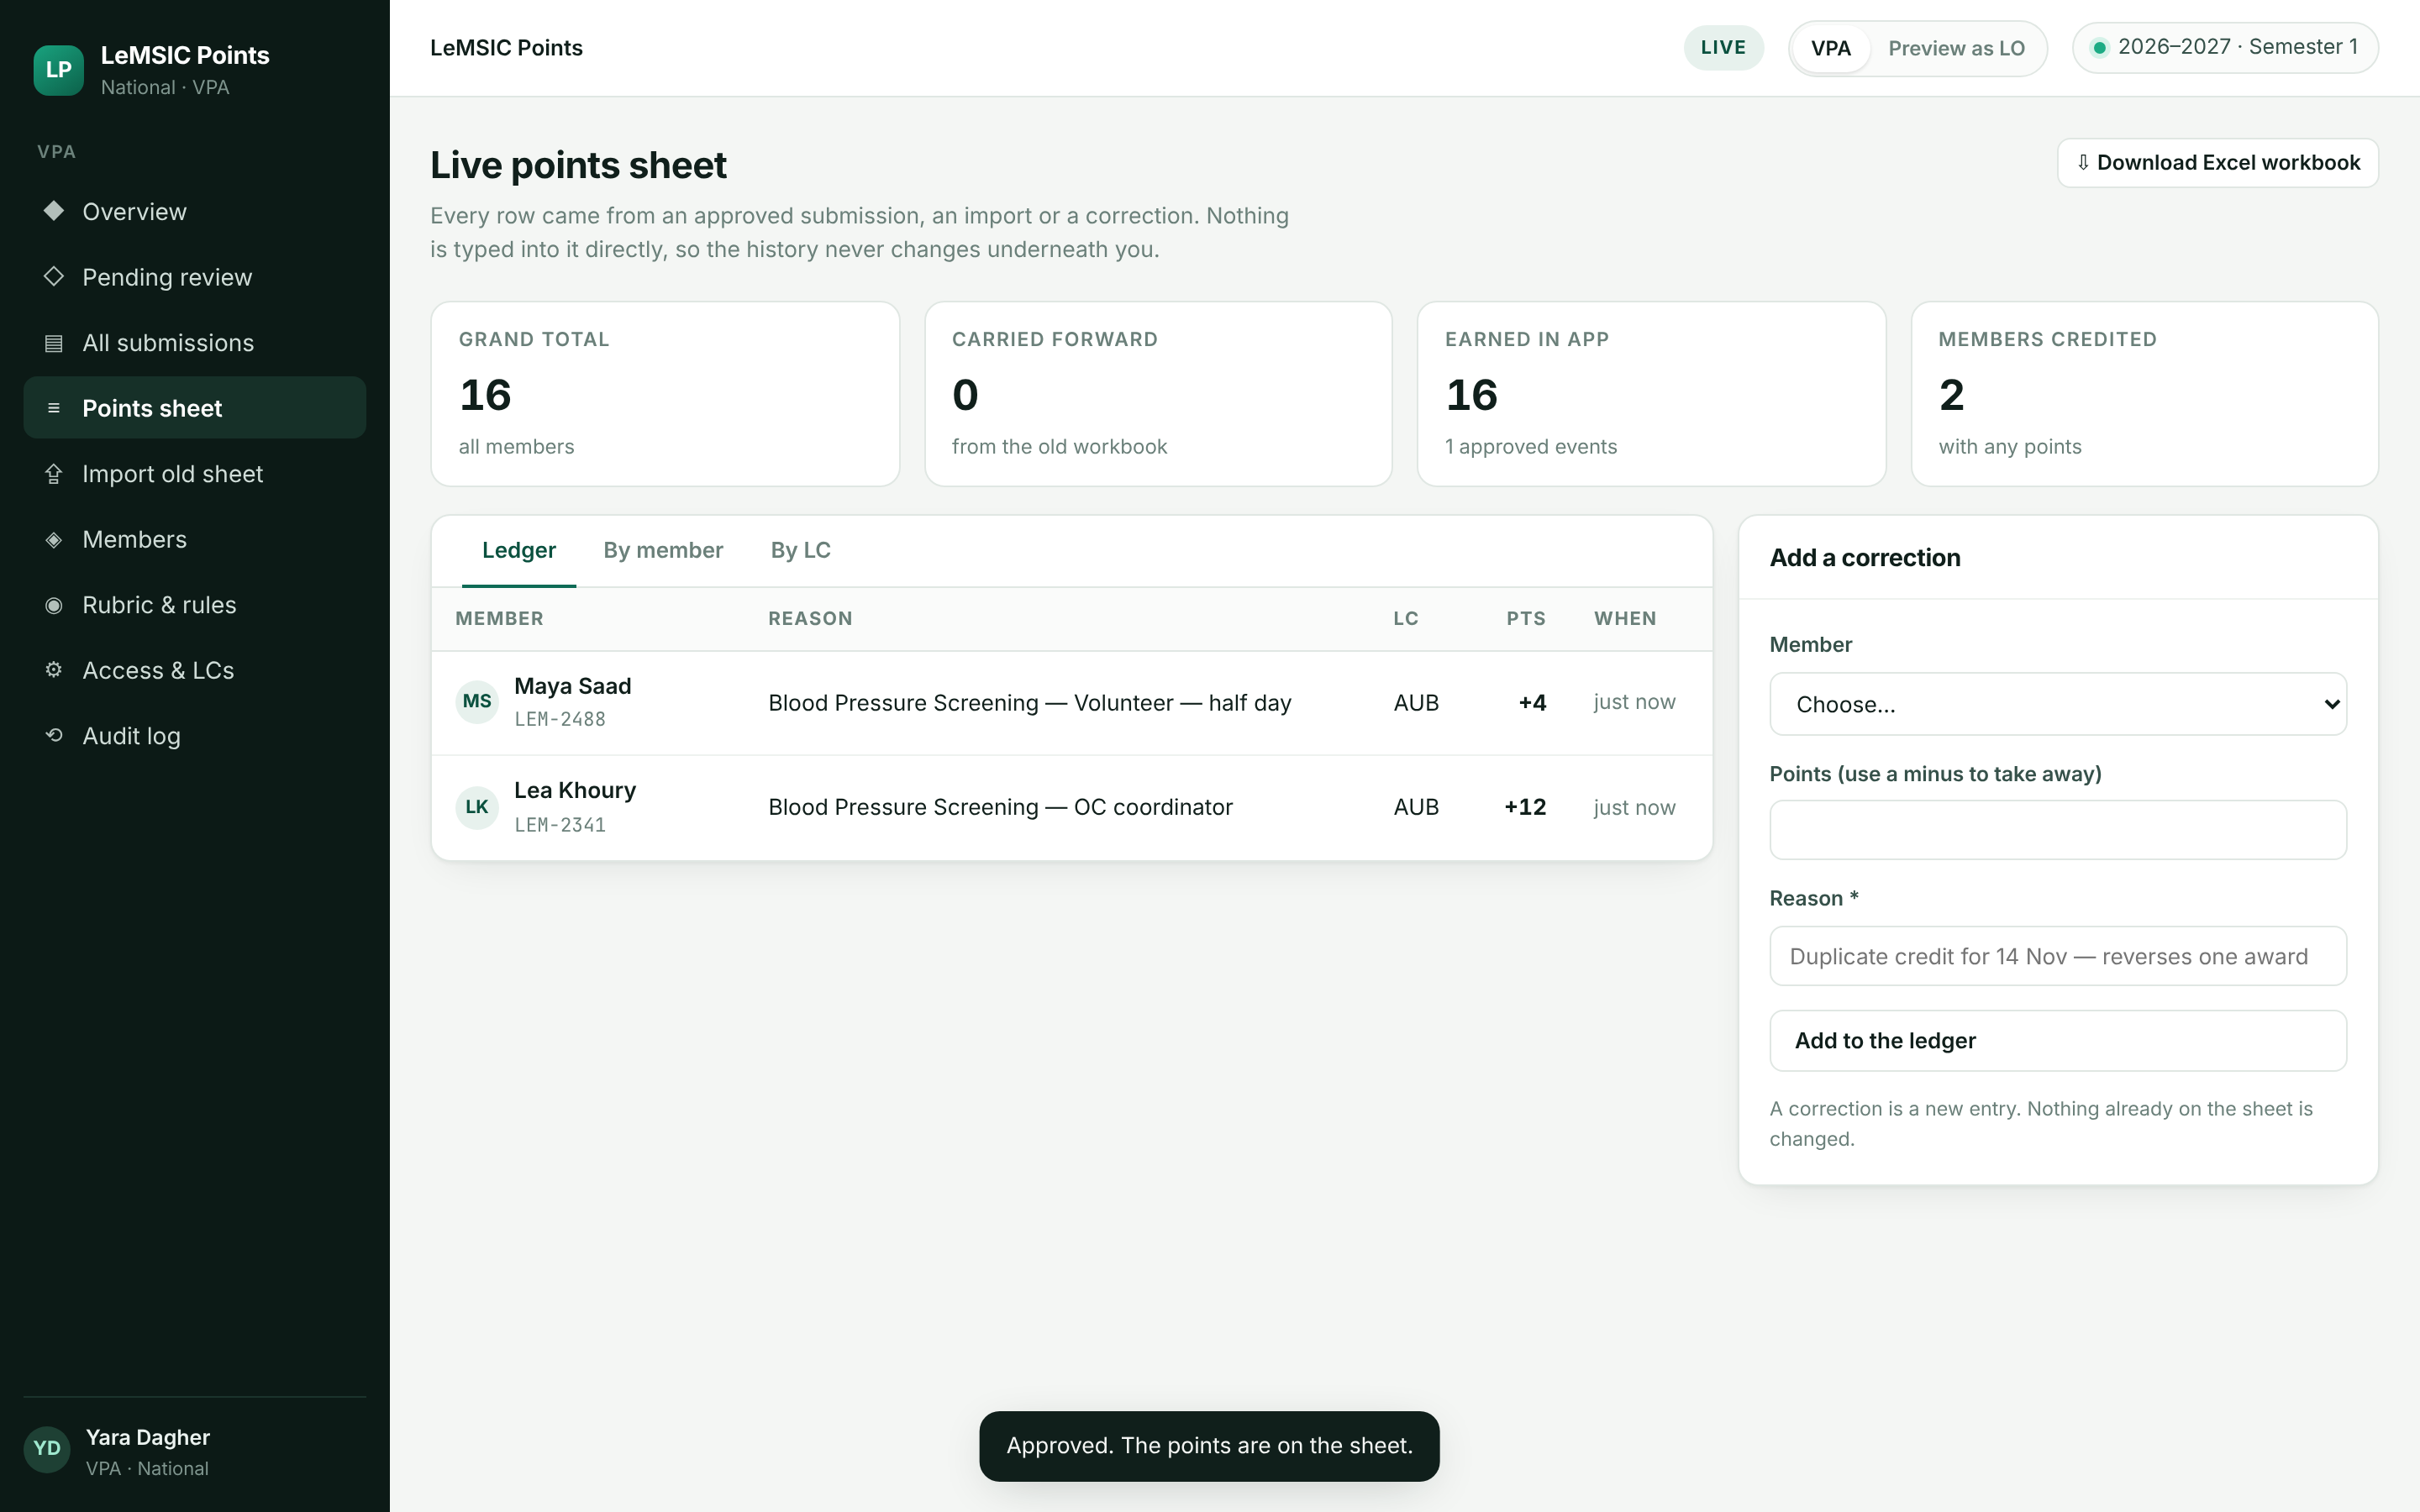 LP
LeMSIC Points
National · VPA
VPA
Overview
Pending review
All submissions
Points sheet
Import old sheet
Members
Rubric & rules
Access & LCs
Audit log
YD
Yara Dagher
VPA · National
LeMSIC Points
LIVE
VPA
Preview as LO
2026–2027 · Semester 1
Live points sheet
⇩ Download Excel workbook
Every row came from an approved submission, an import or a correction. Nothing
is typed into it directly, so the history never changes underneath you.
GRAND TOTAL
16
all members
CARRIED FORWARD
0
from the old workbook
EARNED IN APP
16
1 approved events
MEMBERS CREDITED
2
with any points
Ledger By member By LC
MEMBER REASON LC PTS WHEN
MS Maya Saad
LEM-2488
Blood Pressure Screening — Volunteer — half day AUB +4 just now
LK Lea Khoury
LEM-2341
Blood Pressure Screening — OC coordinator AUB +12 just now
Add a correction
Member
Choose...
Points (use a minus to take away)
Reason *
Duplicate credit for 14 Nov — reverses one award
Add to the ledger
A correction is a new entry. Nothing already on the sheet is
changed.
Approved. The points are on the sheet.